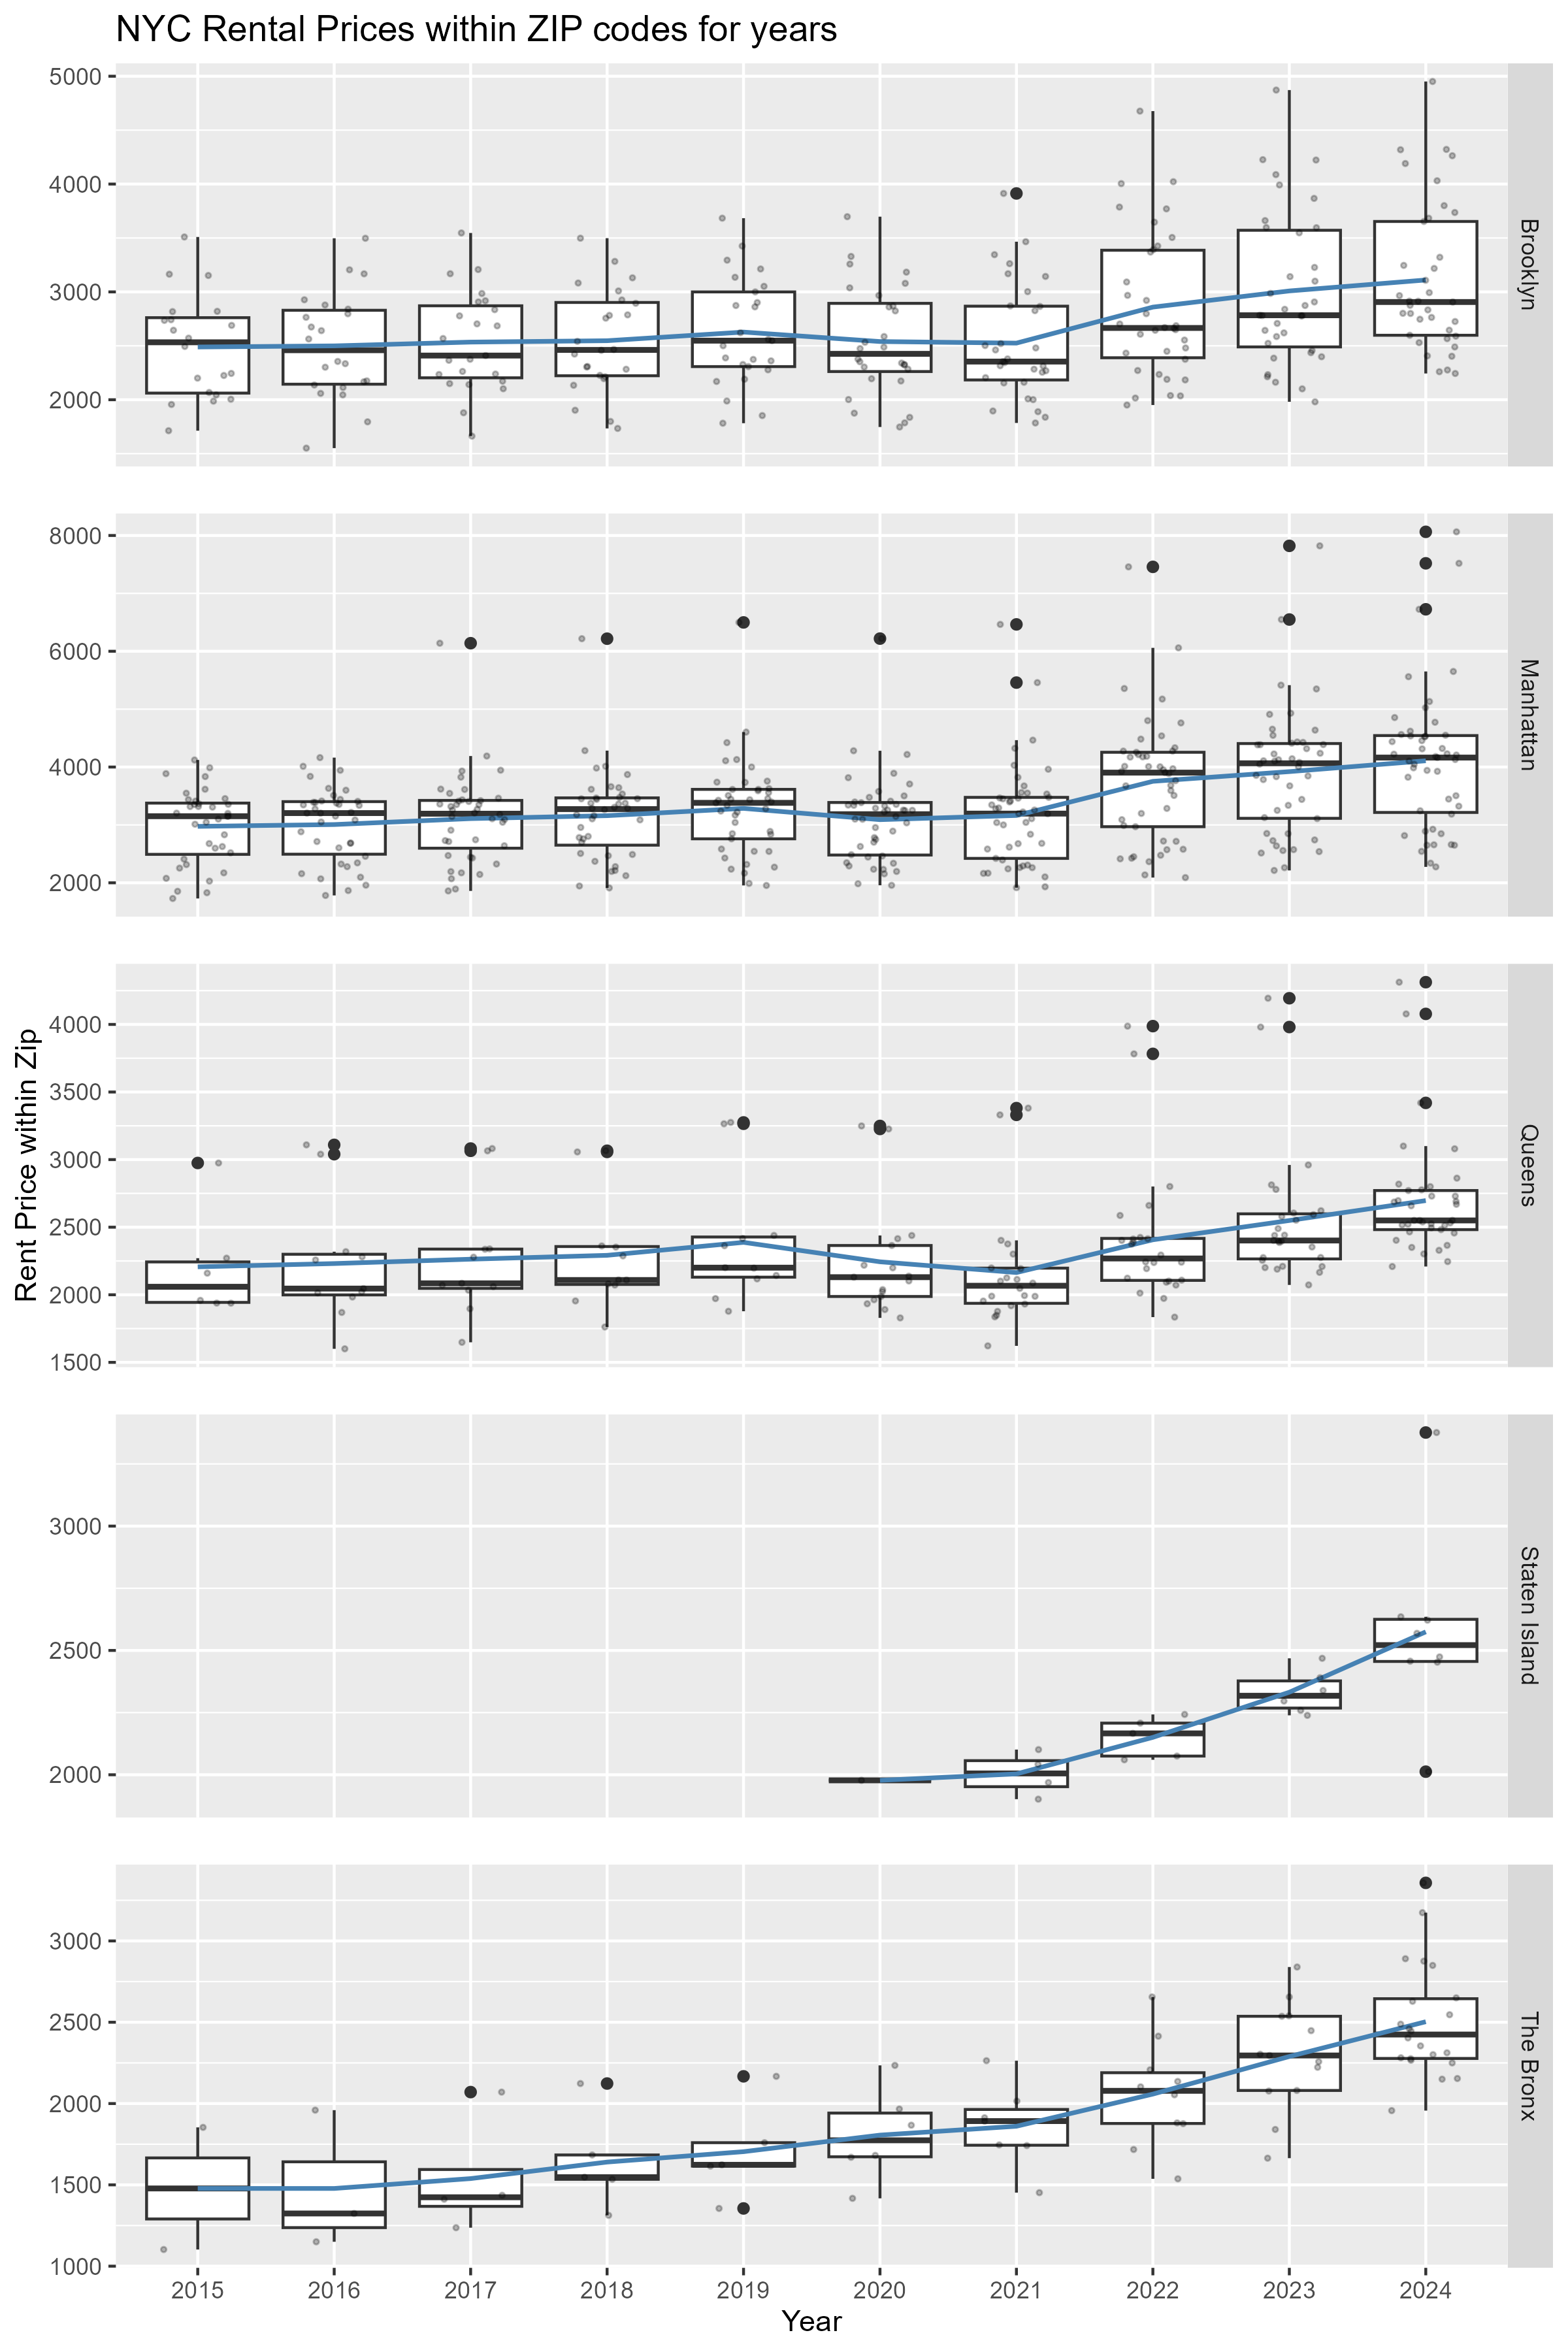 NYC Rental Prices within ZIP codes for years
5000
4000
3000
2000
Brooklyn
8000
6000
4000
2000
Manhattan
4000
3500
3000
2500
2000
1500
Queens
3000
2500
2000
Staten Island
3000
2500
2000
1500
1000
The Bronx
Rent Price within Zip
2015 2016 2017 2018 2019 2020 2021 2022 2023 2024
Year